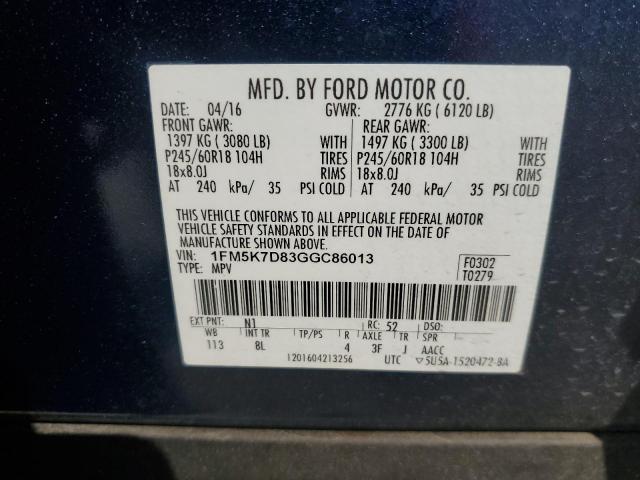 MFD. BY FORD MOTOR CO.
DATE: 04/16 GVWR: 2776 KG ( 6120 LB)
FRONT GAWR: REAR GAWR:
1397 KG ( 3080 LB) WITH 1497 KG ( 3300 LB) WITH
P245/60R18 104H TIRES P245/60R18 104H TIRES
18x8.0J RIMS 18x8.0J RIMS
AT 240 kPa/ 35 PSI COLD AT 240 kPa/ 35 PSI COLD
THIS VEHICLE CONFORMS TO ALL APPLICABLE FEDERAL MOTOR
VEHICLE SAFETY STANDARDS IN EFFECT ON THE DATE OF
MANUFACTURE SHOWN ABOVE.
VIN: 1FM5K7D83GGC86013 F0302
TYPE: MPV T0279
EXT PNT: N1 RC: 52 DSO:
WB INT TR TP/PS R AXLE TR SPR
113 8L 4 3F J AACC
1201604213256 UTC ▽5U5A-1520472-BA